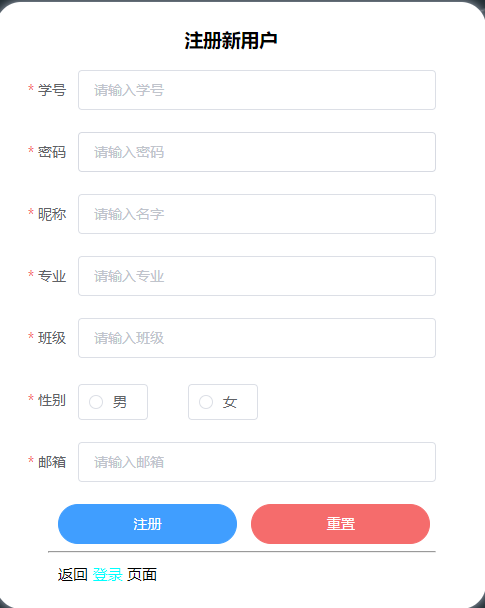 注册新用户
* 学号 请输入学号
* 密码 请输入密码
* 昵称 请输入名字
* 专业 请输入专业
* 班级 请输入班级
* 性别 男 女
* 邮箱 请输入邮箱
注册 重置
返回 登录 页面